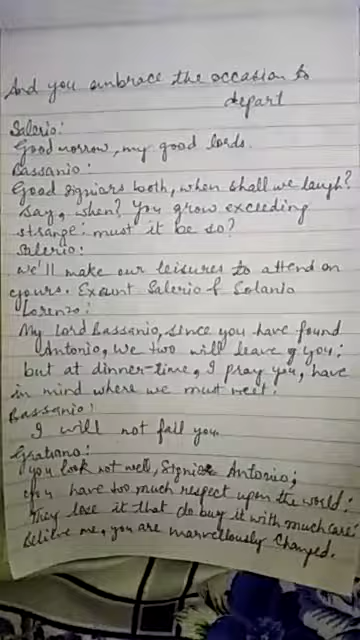 And you embrace the occasion to
depart
Salerio:
Good morrow, my good lords.
Bassanio:
Good signiors both, when shall we laugh?
Say, when? You grow exceeding
strange: must it be so?
Salerio:
We'll make our leisures to attend on
yours. Exeunt Salerio & Solanio
Lorenzo:
My lord Bassanio, since you have found
Antonio, we two will leave you;
but at dinner-time, I pray you, have
in mind where we must meet.
Bassanio:
I will not fail you.
Gratiano:
You look not well, Signior Antonio;
You have too much respect upon the world:
They lose it that do buy it with much care:
Believe me, you are marvellously changed.